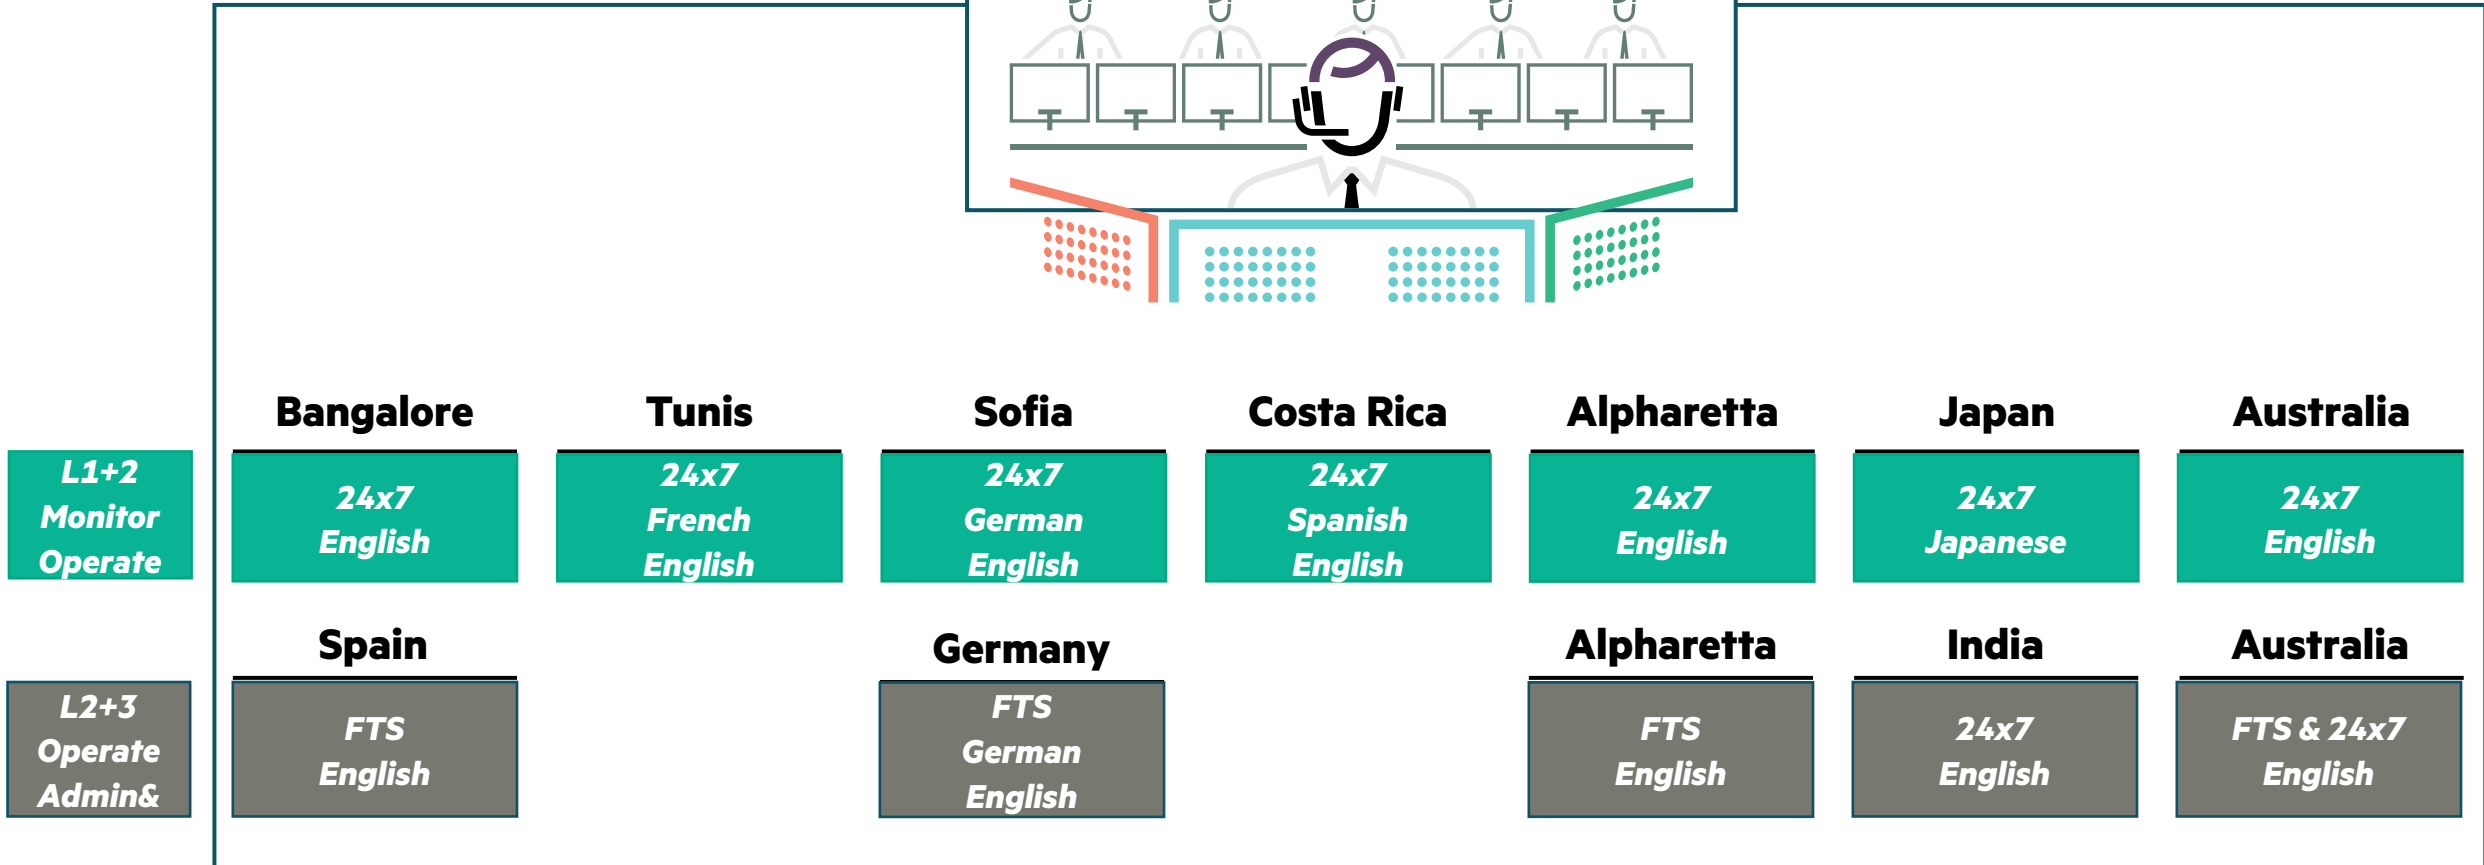 Bangalore
Tunis
Sofia
Costa Rica
Alpharetta
Japan
Australia
L1+2
Monitor
Operate
24x7
English
24x7
French
English
24x7
German
English
24x7
Spanish
English
24x7
English
24x7
Japanese
24x7
English
Spain
Germany
Alpharetta
India
Australia
L2+3
Operate
Admin&
FTS
English
FTS
German
English
FTS
English
24x7
English
FTS & 24x7
English